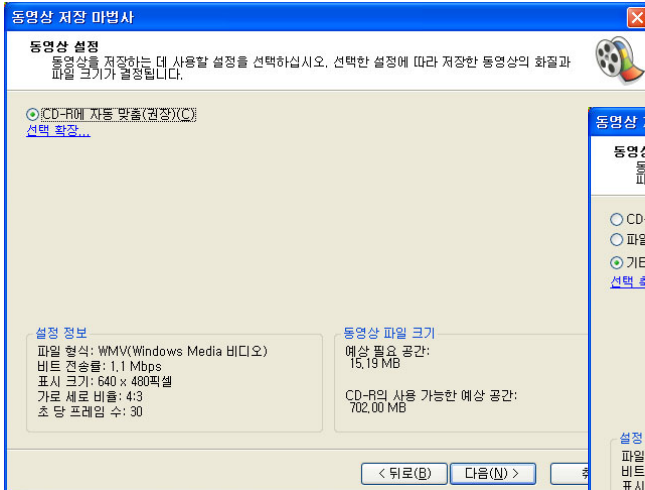 동영상 저장 마법사
동영상 설정
동영상을 저장하는 데 사용할 설정을 선택하십시오. 선택한 설정에 따라 저장한 동영상의 화질과
파일 크기가 결정됩니다.
CD-R에 자동 맞춤(권장)(C)
선택 확장...
설정 정보
파일 형식: WMV(Windows Media 비디오)
비트 전송률: 1.1 Mbps
표시 크기: 640 x 480픽셀
가로 세로 비율: 4:3
초 당 프레임 수: 30
동영상 파일 크기
예상 필요 공간:
15.19 MB
CD-R의 사용 가능한 예상 공간:
702.00 MB
< 뒤로(B)
다음(N) >
동영상
CD-
기타
선택
설정
파일
비트
표시